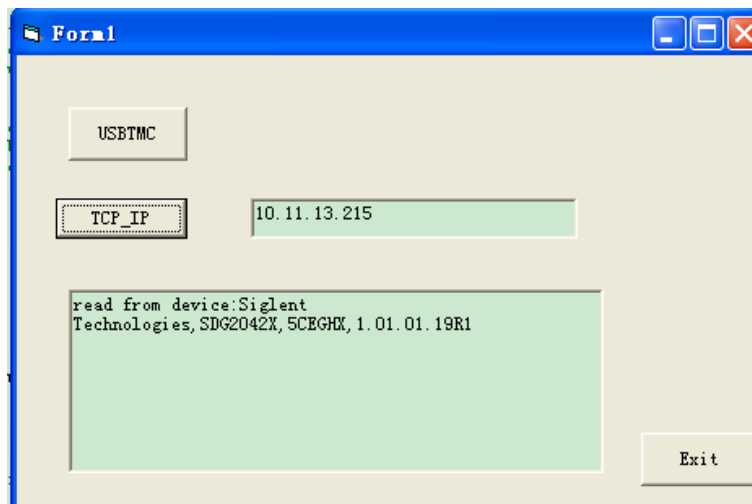 Form1
USBTMC
TCP_IP
10.11.13.215
read from device:Siglent
Technologies,SDG2042X,5CEGHX,1.01.01.19R1
Exit